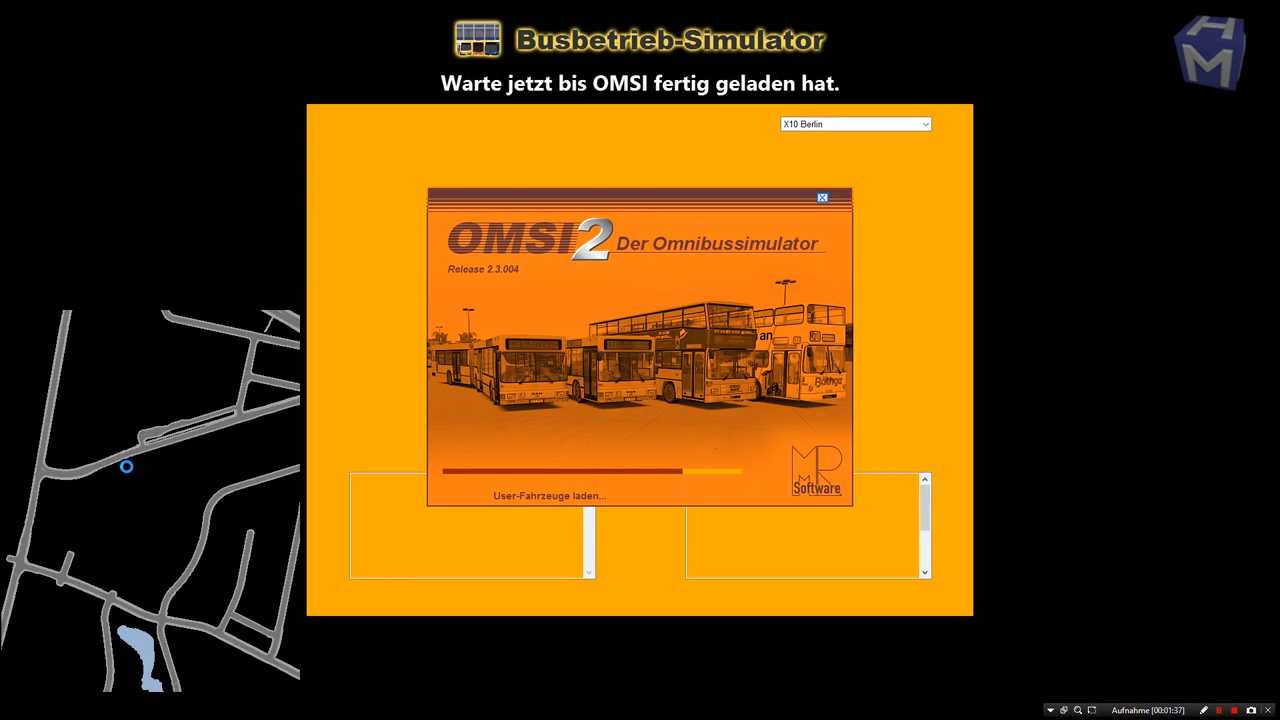 Busbetrieb-Simulator
HM
Warte jetzt bis OMSI fertig geladen hat.
X10 Berlin
OMSI 2 Der Omnibussimulator
Release 2.3.004
MR
Software
User-Fahrzeuge laden...
Aufnahme [00:01:37]